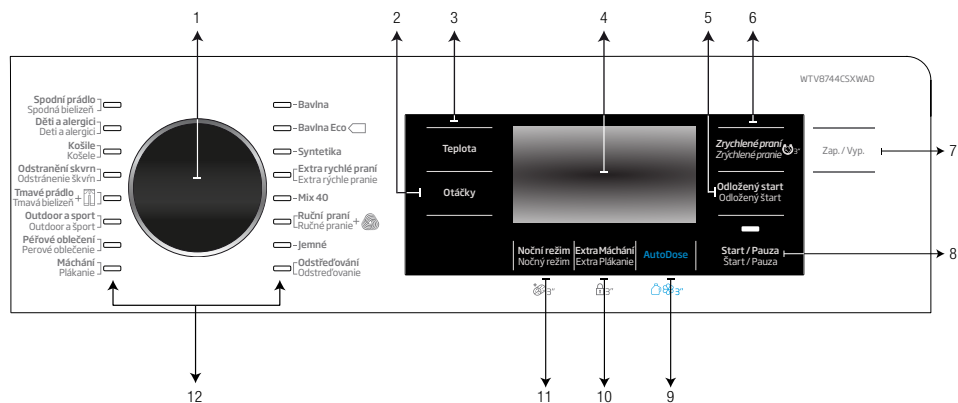 1
2
3
4
5
6
WTV8744CSXWAD
Spodní prádlo
Spodná bielizeň
Děti a alergici
Deti a alergici
Košile
Košele
Odstranění skvrn
Odstránenie škvŕn
Tmavé prádlo
Tmavá bielizeň
+
Outdoor a sport
Outdoor a šport
Péřové oblečení
Perové oblečenie
Máchání
Plákanie
Bavlna
Bavlna Eco
Syntetika
Extra rychlé praní
Extra rýchle pranie
Mix 40
Ruční praní
Ručné pranie
+
Jemné
Odstřeďování
Odstreďovanie
Teplota
Otáčky
Zrychlené praní
Zrýchlené pranie
3"
Odložený start
Odložený štart
Zap. / Vyp.
7
Noční režim
Nočný režim
Extra Máchání
Extra Plákanie
AutoDose
Start / Pauza
Štart / Pauza
8
3"
3"
3"
12
11
10
9